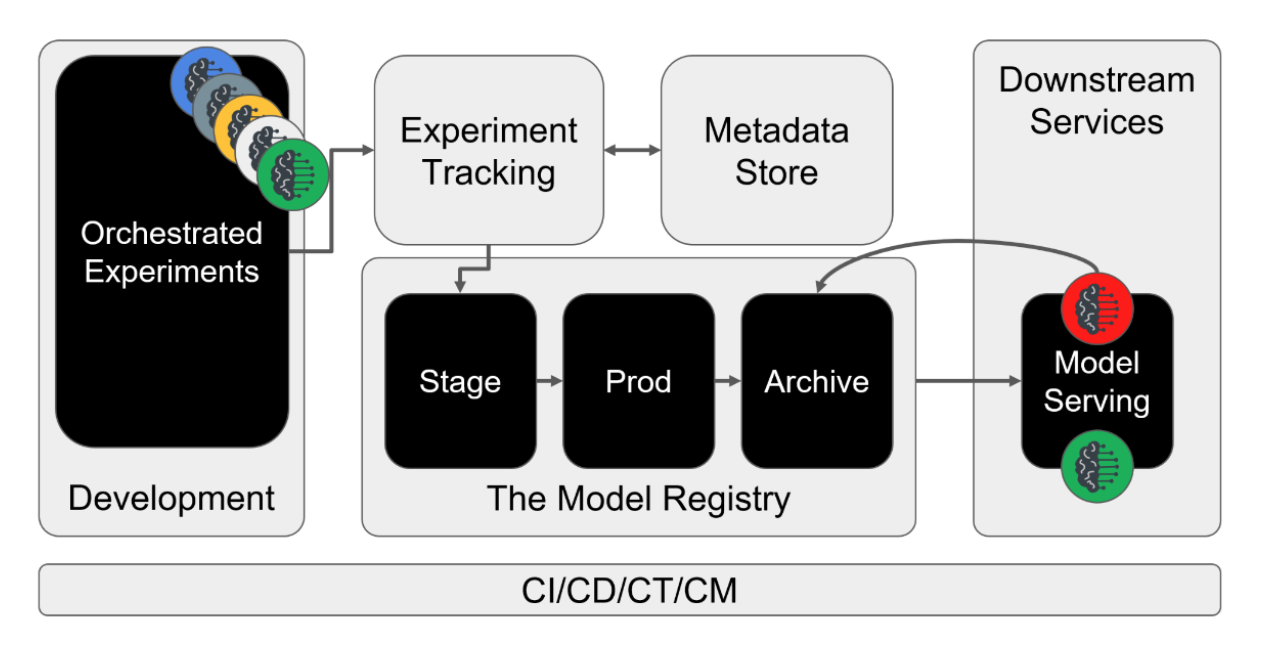 Orchestrated
Experiments
Development
Experiment
Tracking
Metadata
Store
Stage
Prod
Archive
The Model Registry
Downstream
Services
Model
Serving
CI/CD/CT/CM